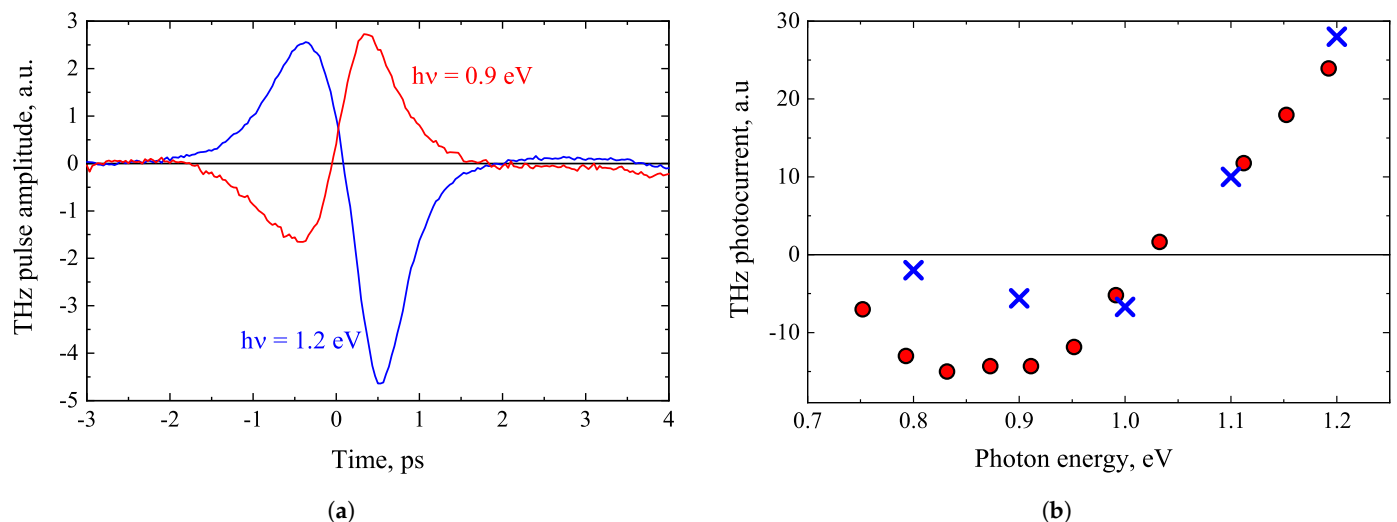 THz pulse amplitude, a.u.
3
2
1
0
-1
-2
-3
-4
-5
hν = 0.9 eV
hν = 1.2 eV
-3 -2 -1 0 1 2 3 4
Time, ps
(a)
THz photocurrent, a.u
30
20
10
0
-10
0.7 0.8 0.9 1.0 1.1 1.2
Photon energy, eV
(b)